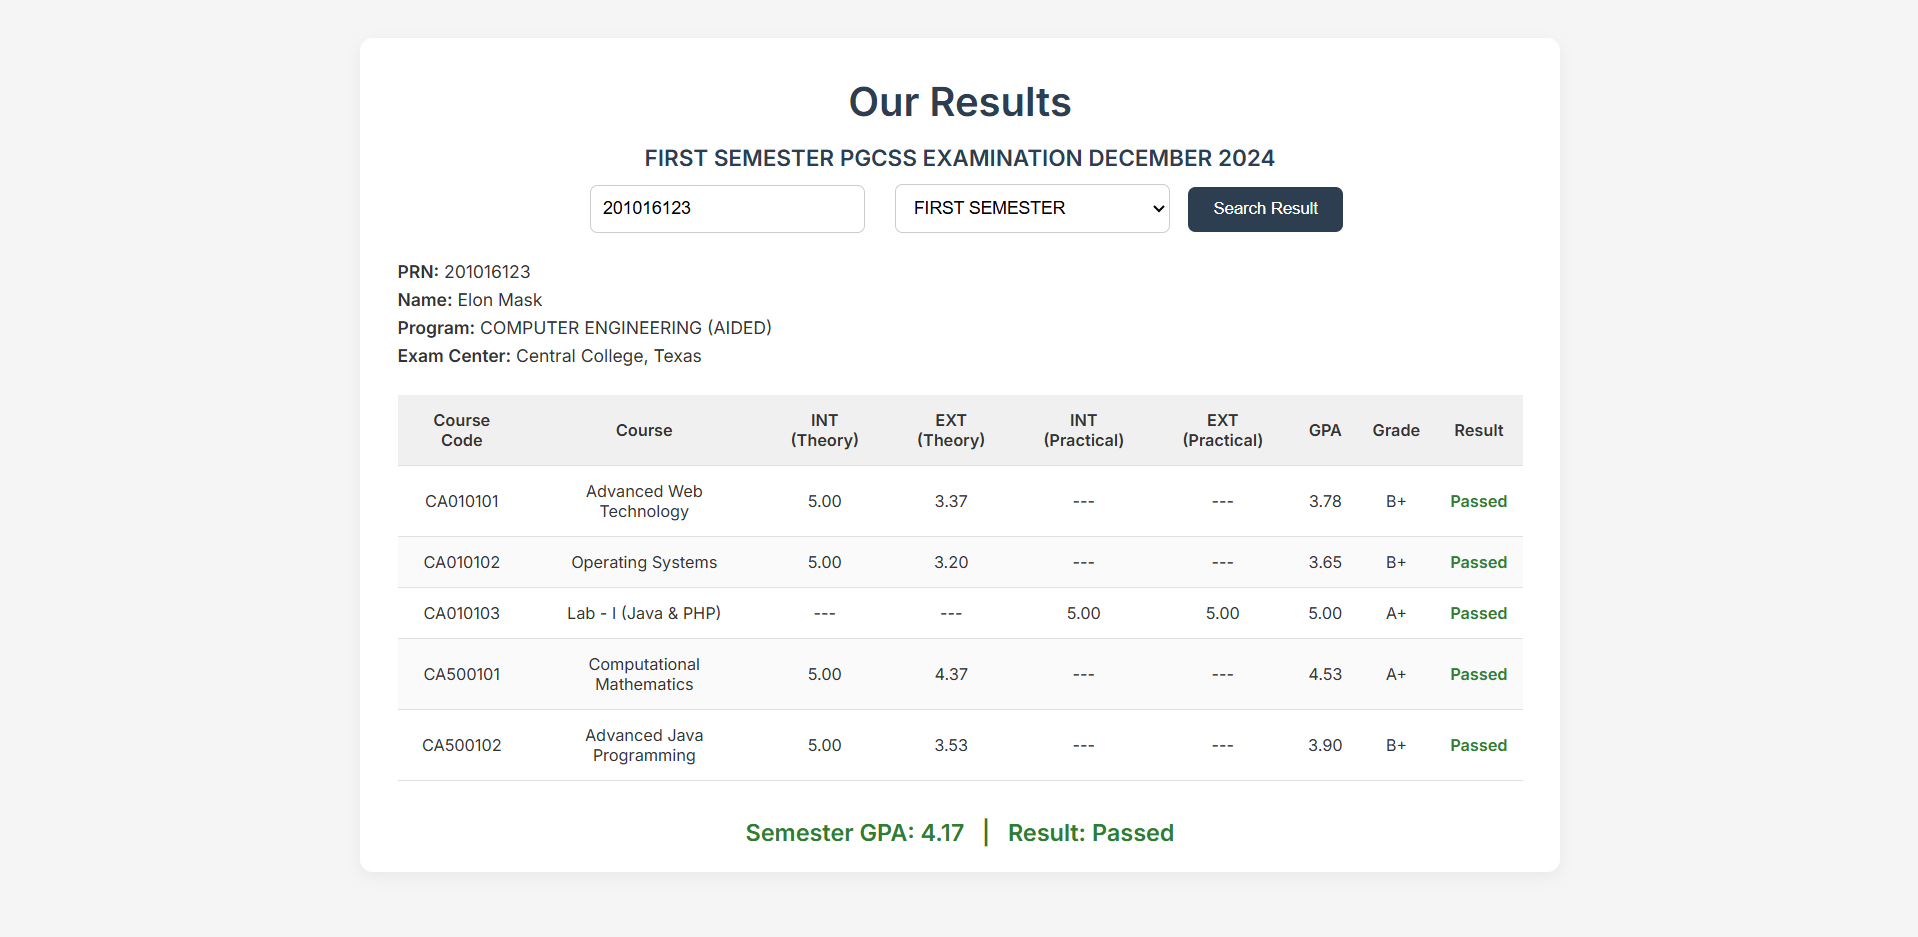 Our Results
FIRST SEMESTER PGCSS EXAMINATION DECEMBER 2024
201016123 FIRST SEMESTER Search Result
PRN: 201016123
Name: Elon Mask
Program: COMPUTER ENGINEERING (AIDED)
Exam Center: Central College, Texas
Course Code Course INT (Theory) EXT (Theory) INT (Practical) EXT (Practical) GPA Grade Result
CA010101 Advanced Web Technology 5.00 3.37 --- --- 3.78 B+ Passed
CA010102 Operating Systems 5.00 3.20 --- --- 3.65 B+ Passed
CA010103 Lab - I (Java & PHP) --- --- 5.00 5.00 5.00 A+ Passed
CA500101 Computational Mathematics 5.00 4.37 --- --- 4.53 A+ Passed
CA500102 Advanced Java Programming 5.00 3.53 --- --- 3.90 B+ Passed
Semester GPA: 4.17 | Result: Passed